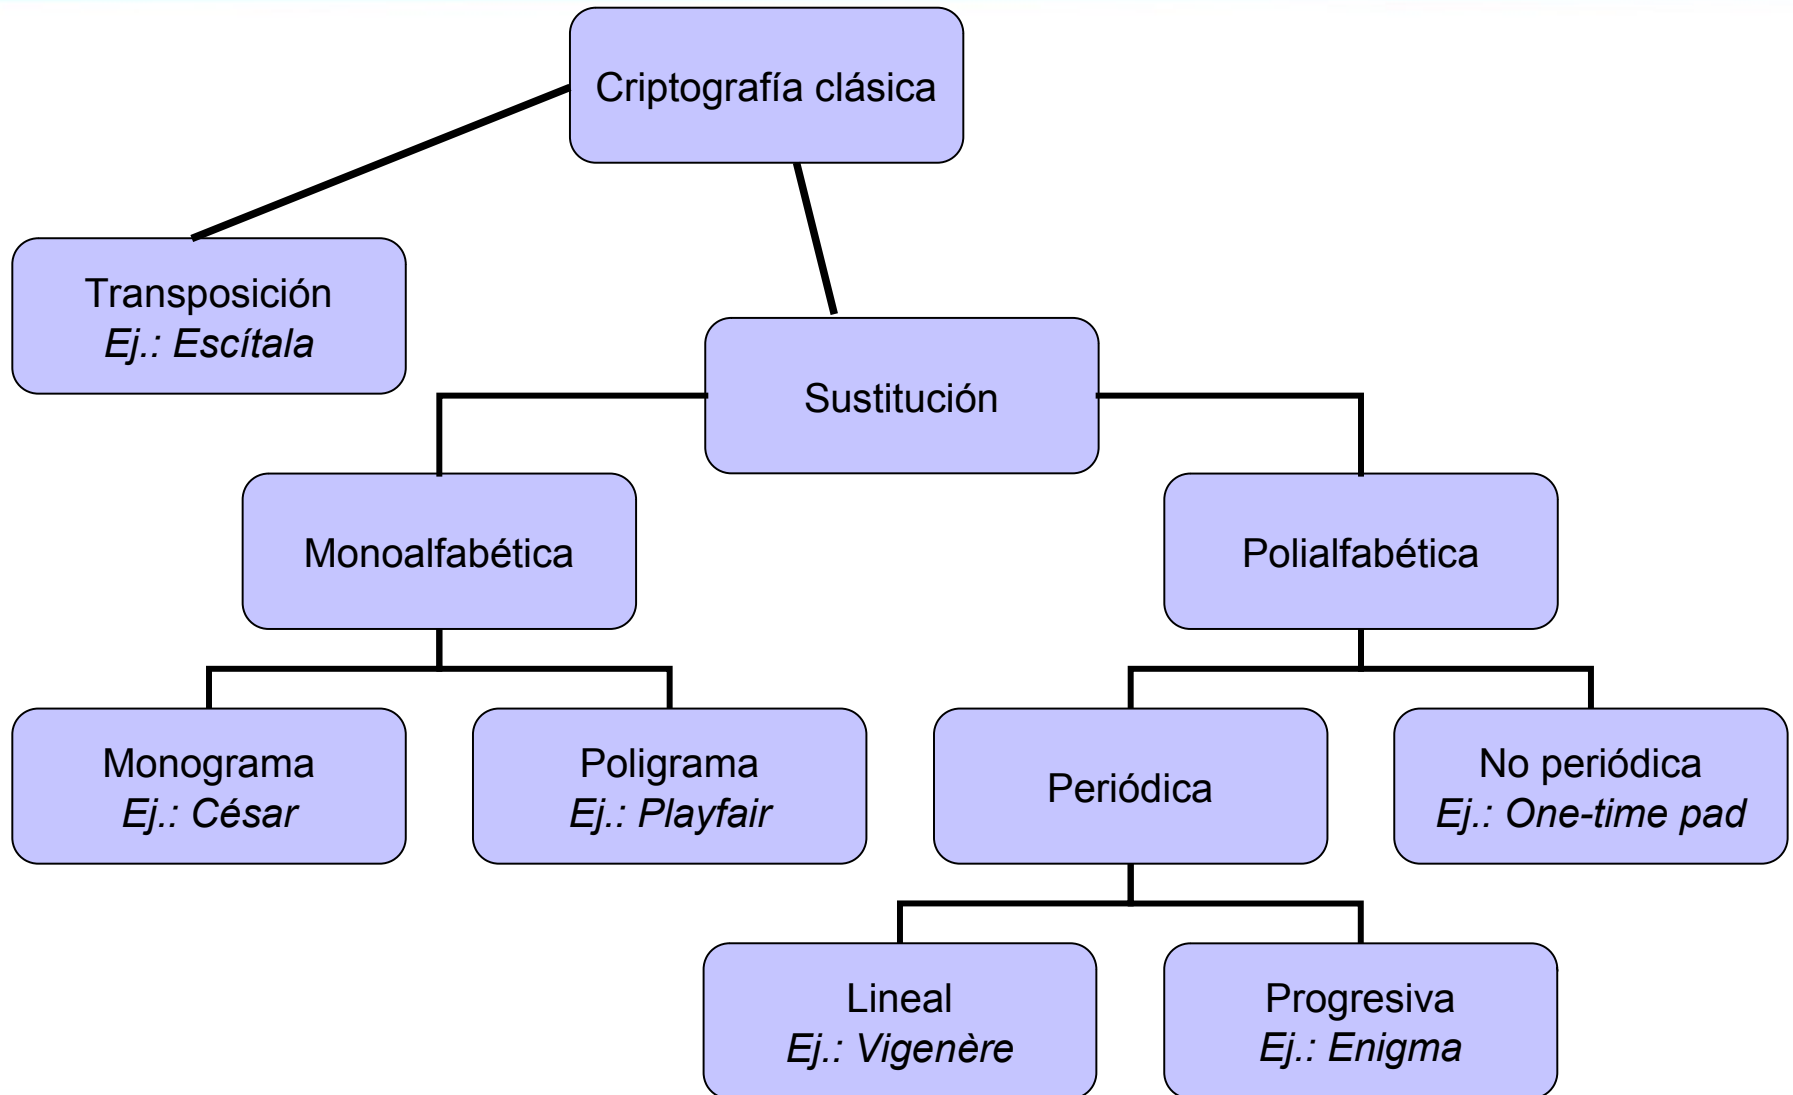 Criptografía clásica
Transposición
Ej.: Escítala
Sustitución
Monoalfabética
Polialfabética
Monograma
Ej.: César
Poligrama
Ej.: Playfair
Periódica
No periódica
Ej.: One-time pad
Lineal
Ej.: Vigenère
Progresiva
Ej.: Enigma